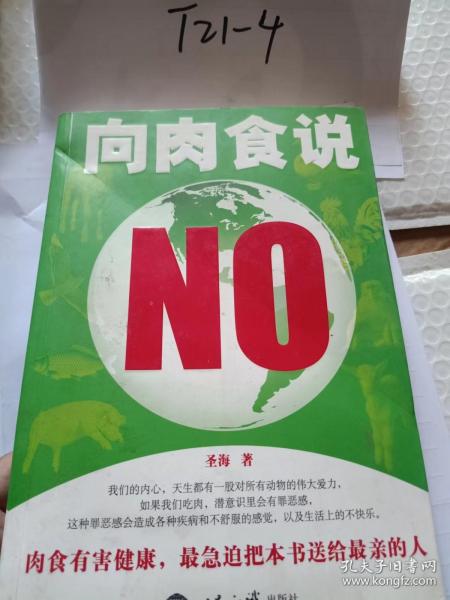 T21-4
向肉食说
NO
圣海 著
我们的内心，天生都有一股对所有动物的伟大爱力，
如果我们吃肉，潜意识里会有罪恶感，
这种罪恶感会造成各种疾病和不舒服的感觉，以及生活上的不快乐。
肉食有害健康，最急迫把本书送给最亲的人
出版社
孔夫子旧书网
www.kongfz.com